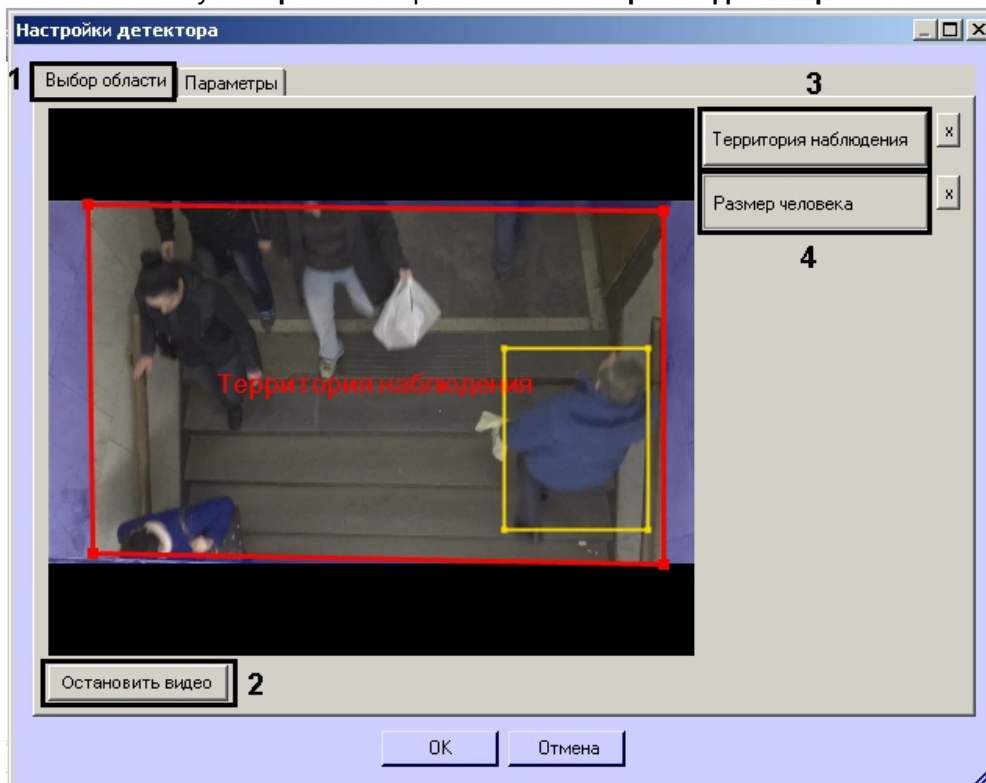 Настройки детектора
1
Выбор области
Параметры
3
Территория наблюдения
x
Размер человека
x
4
Территория наблюдения
Остановить видео
2
OK
Отмена